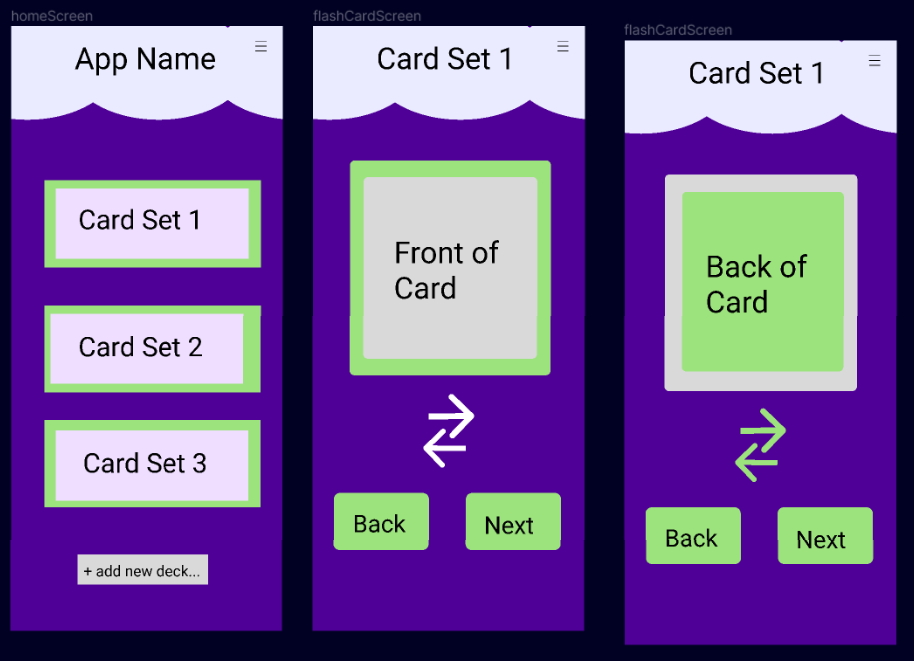 homeScreen
App Name
Card Set 1
Card Set 2
Card Set 3
+ add new deck...
flashCardScreen
Card Set 1
Front of
Card
Back
Next
flashCardScreen
Card Set 1
Back of
Card
Back
Next